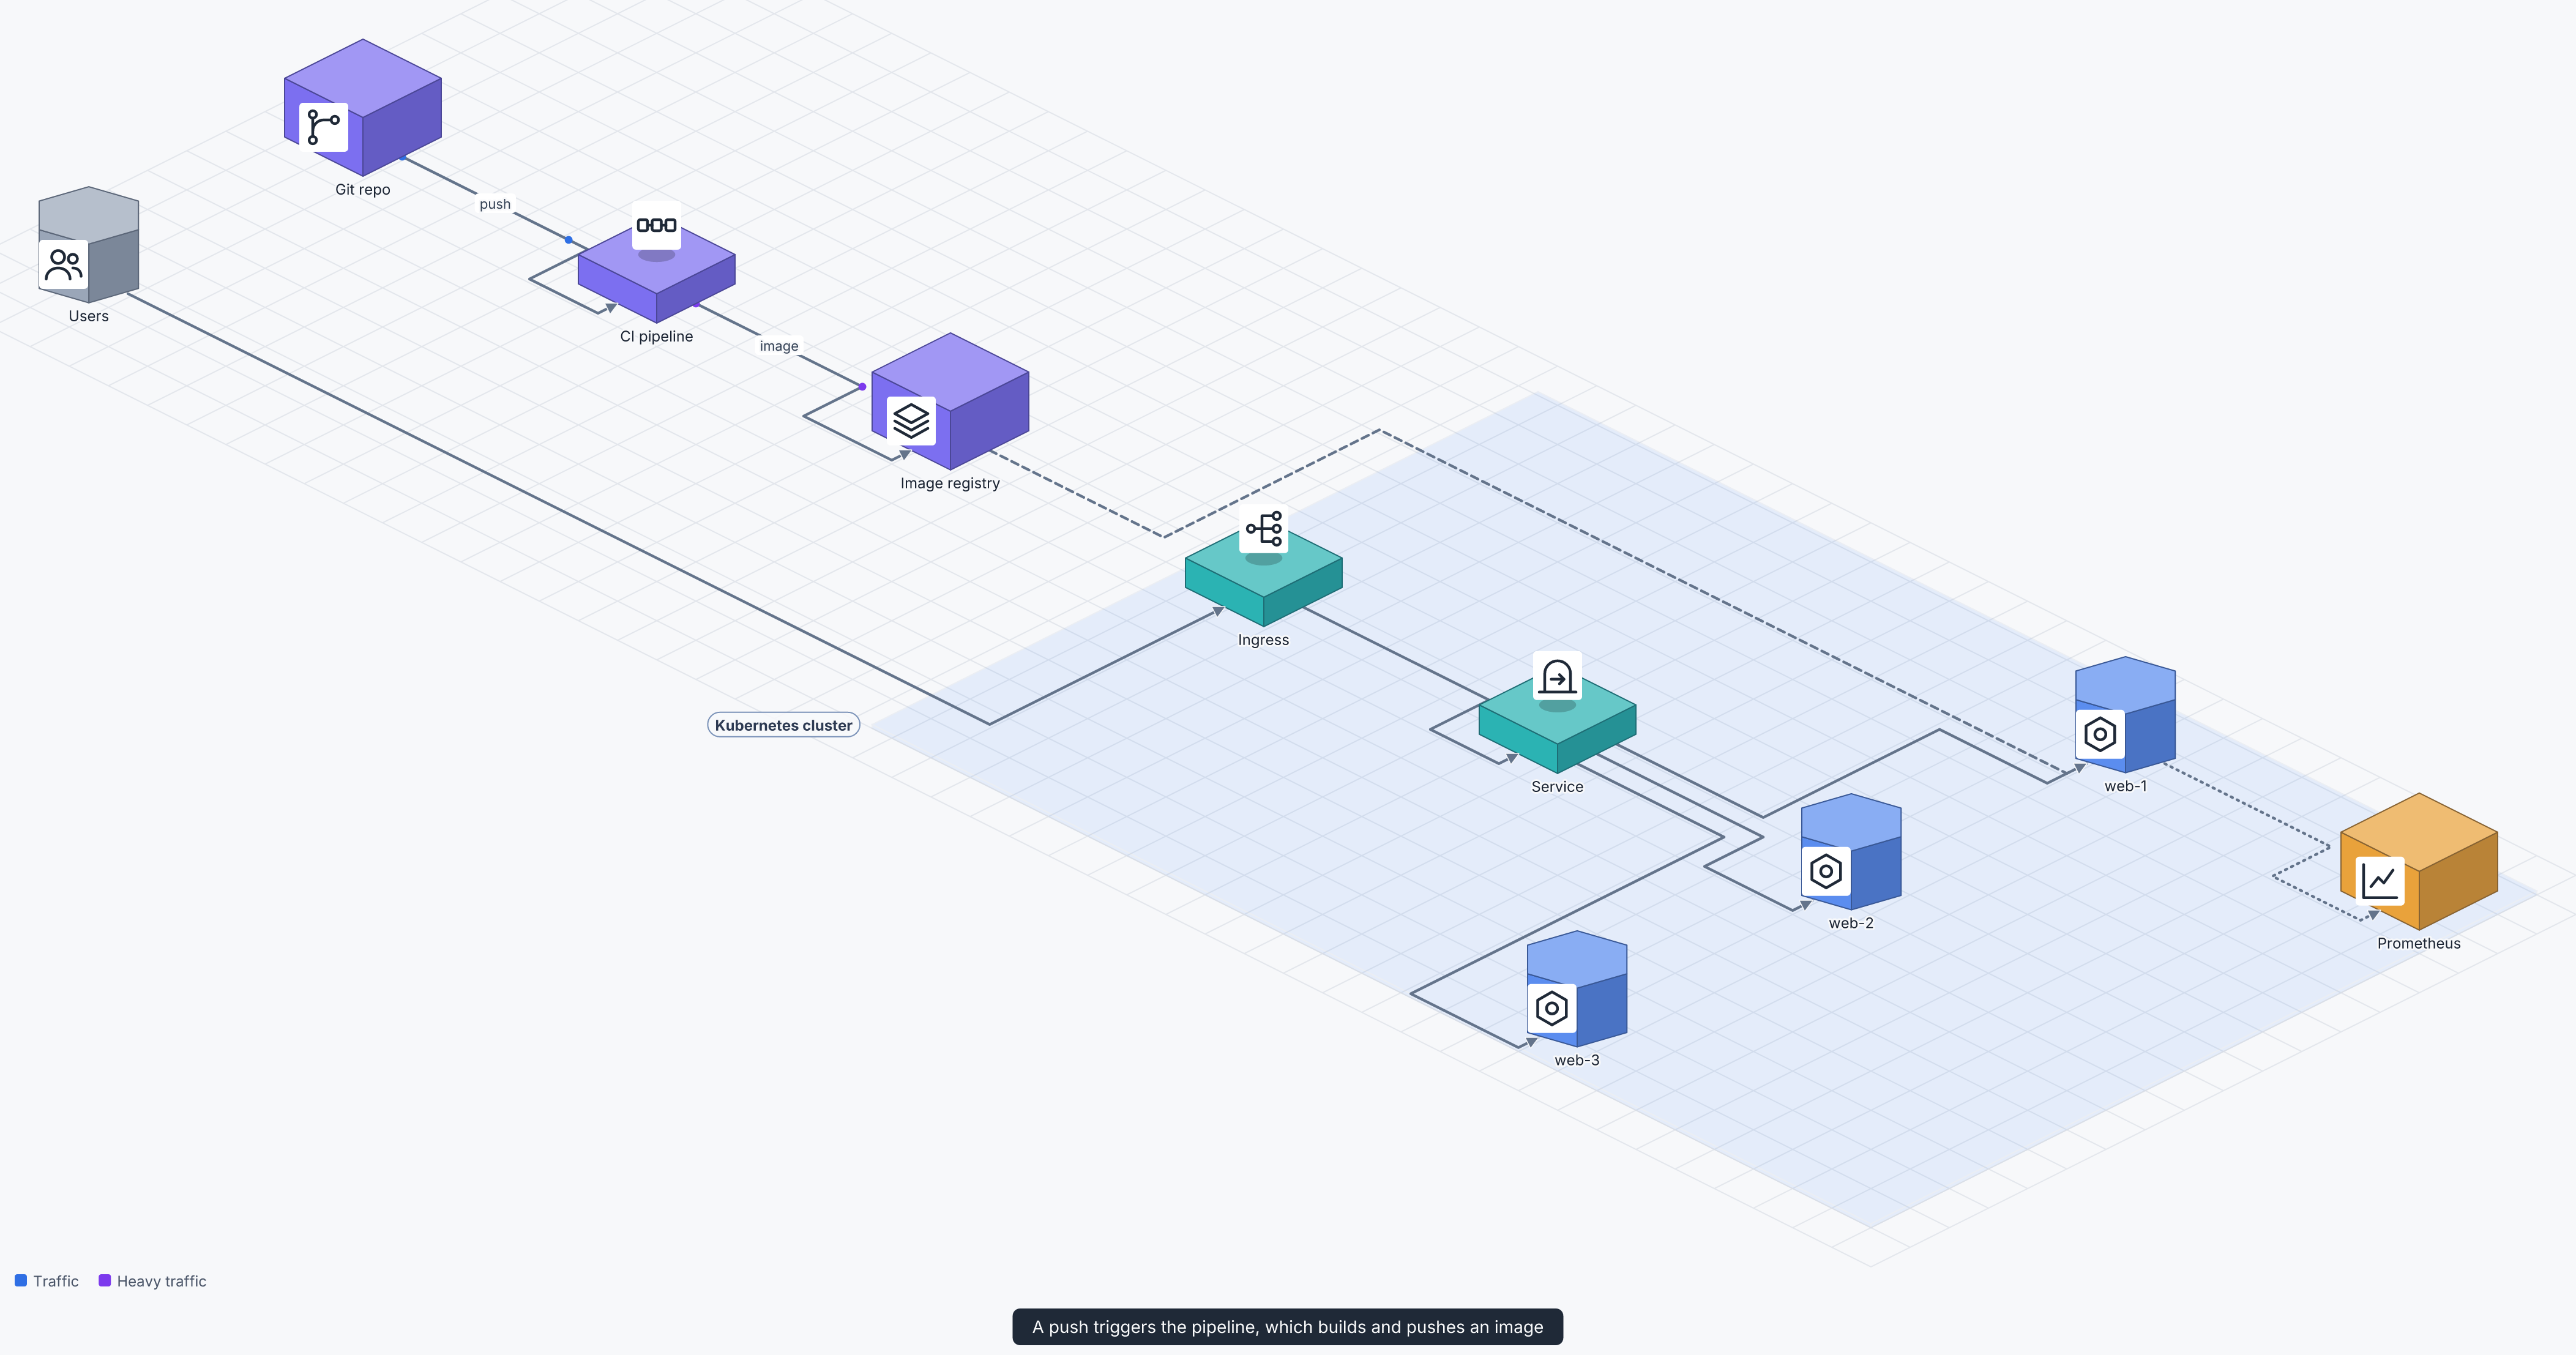 Git repo
push
Users
CI pipeline
image
Image registry
Ingress
Kubernetes cluster
Service
web-1
web-2
Prometheus
web-3
Traffic
Heavy traffic
A push triggers the pipeline, which builds and pushes an image